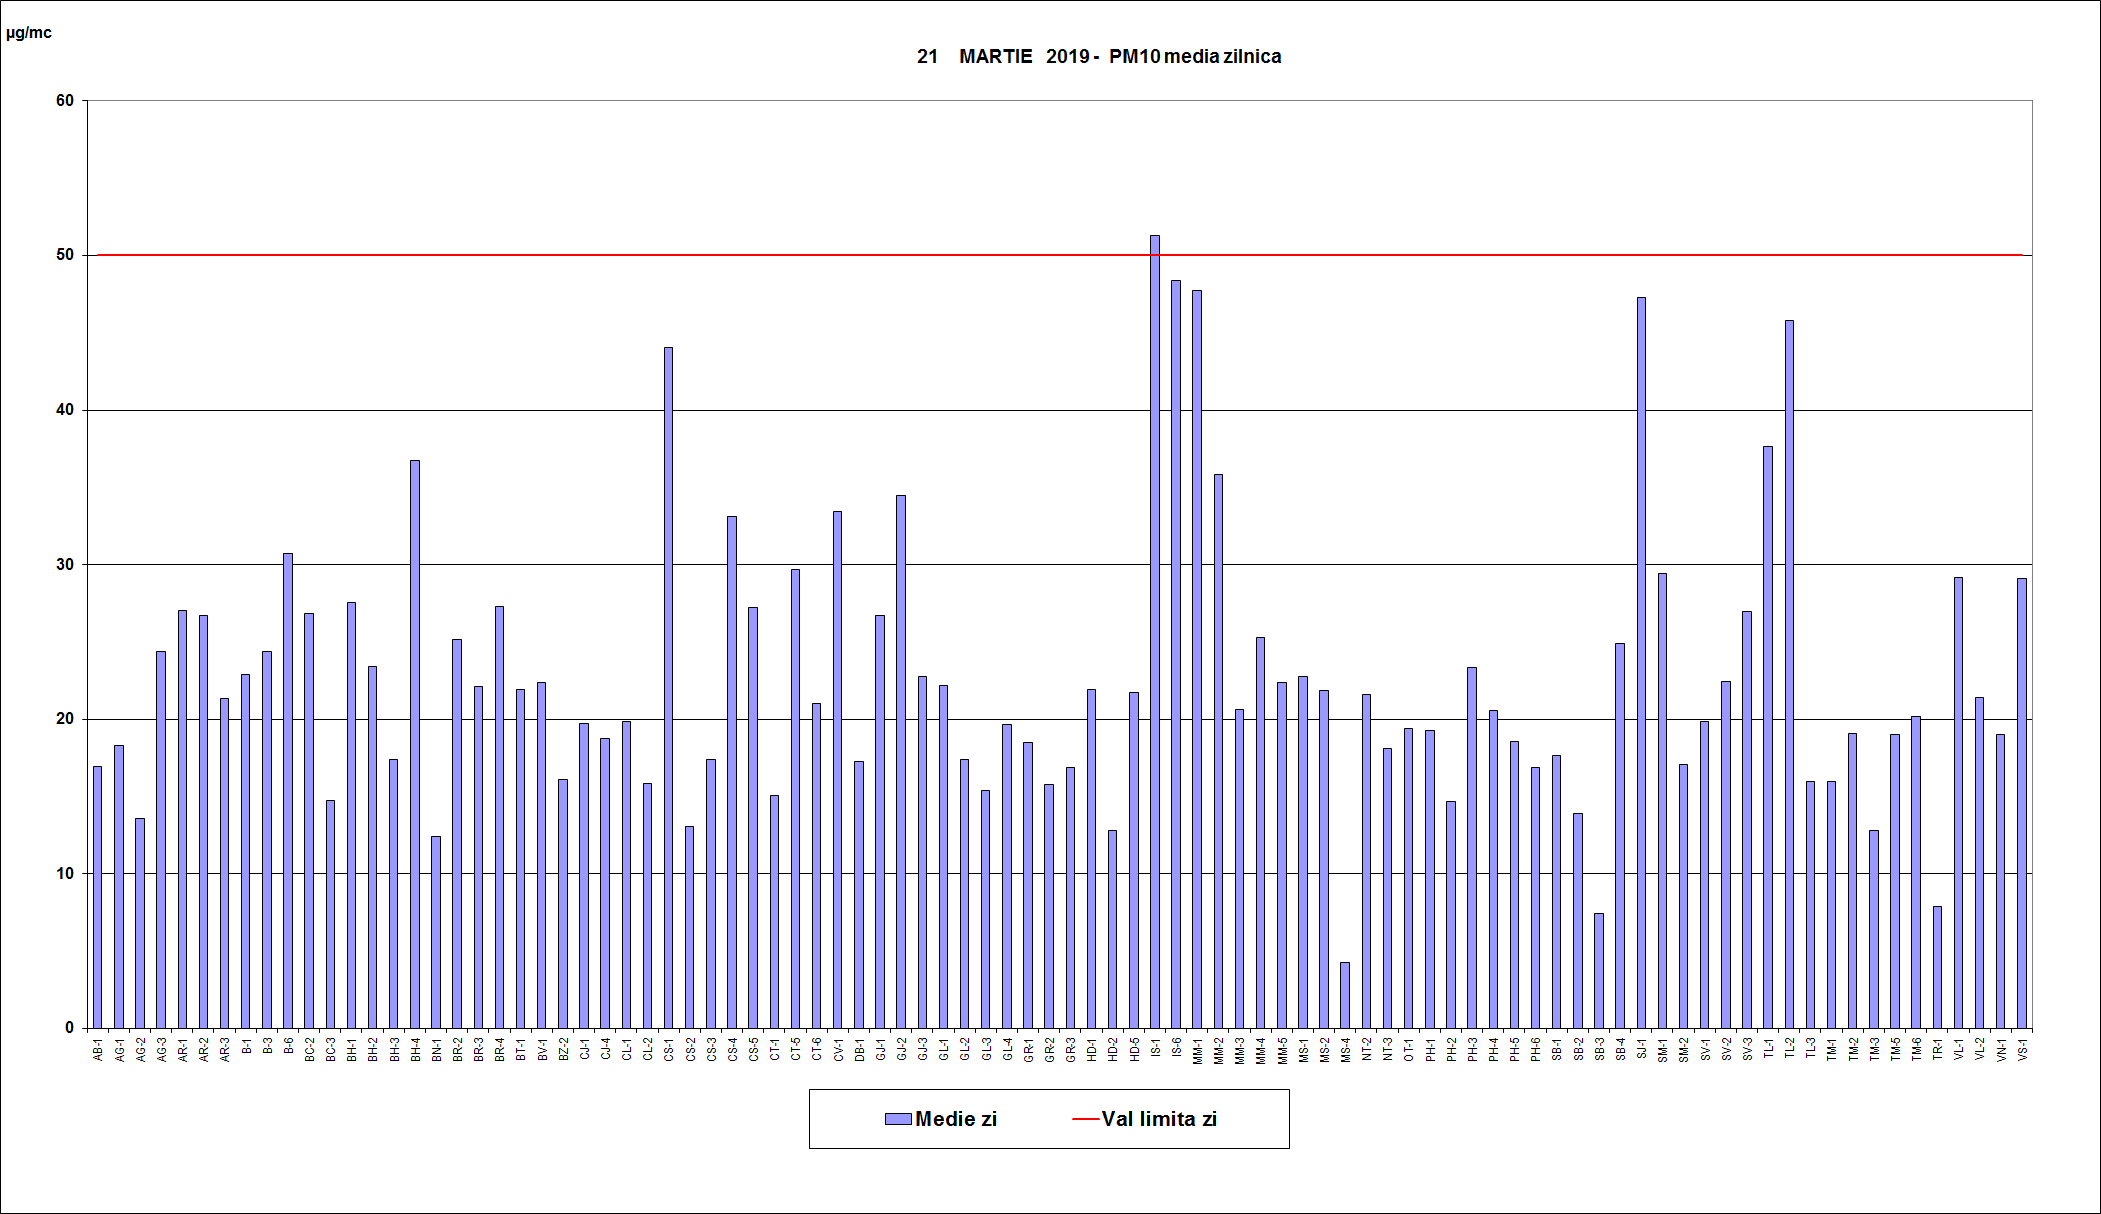 µg/mc
21 MARTIE 2019 - PM10 media zilnica
60
50
40
30
20
10
0
AB-1 AG-1 AG-2 AG-3 AR-1 AR-2 AR-3 B-1 B-3 B-6 BC-2 BC-3 BH-1 BH-2 BH-3 BH-4 BN-1 BR-2 BR-3 BR-4 BT-1 BV-1 BZ-2 CJ-1 CJ-4 CL-1 CL-2 CS-1 CS-2 CS-3 CS-4 CS-5 CT-1 CT-5 CT-6 CV-1 DB-1 GJ-1 GJ-2 GJ-3 GL-1 GL-2 GL-3 GL-4 GR-1 GR-2 GR-3 HD-1 HD-2 HD-5 IS-1 IS-6 MM-1 MM-2 MM-3 MM-4 MM-5 MS-1 MS-2 MS-4 NT-2 NT-3 OT-1 PH-1 PH-2 PH-3 PH-4 PH-5 PH-6 SB-1 SB-2 SB-3 SB-4 SJ-1 SM-1 SM-2 SV-1 SV-2 SV-3 TL-1 TL-2 TL-3 TM-1 TM-2 TM-3 TM-5 TM-6 TR-1 VL-1 VL-2 VN-1 VS-1
Medie zi Val limita zi